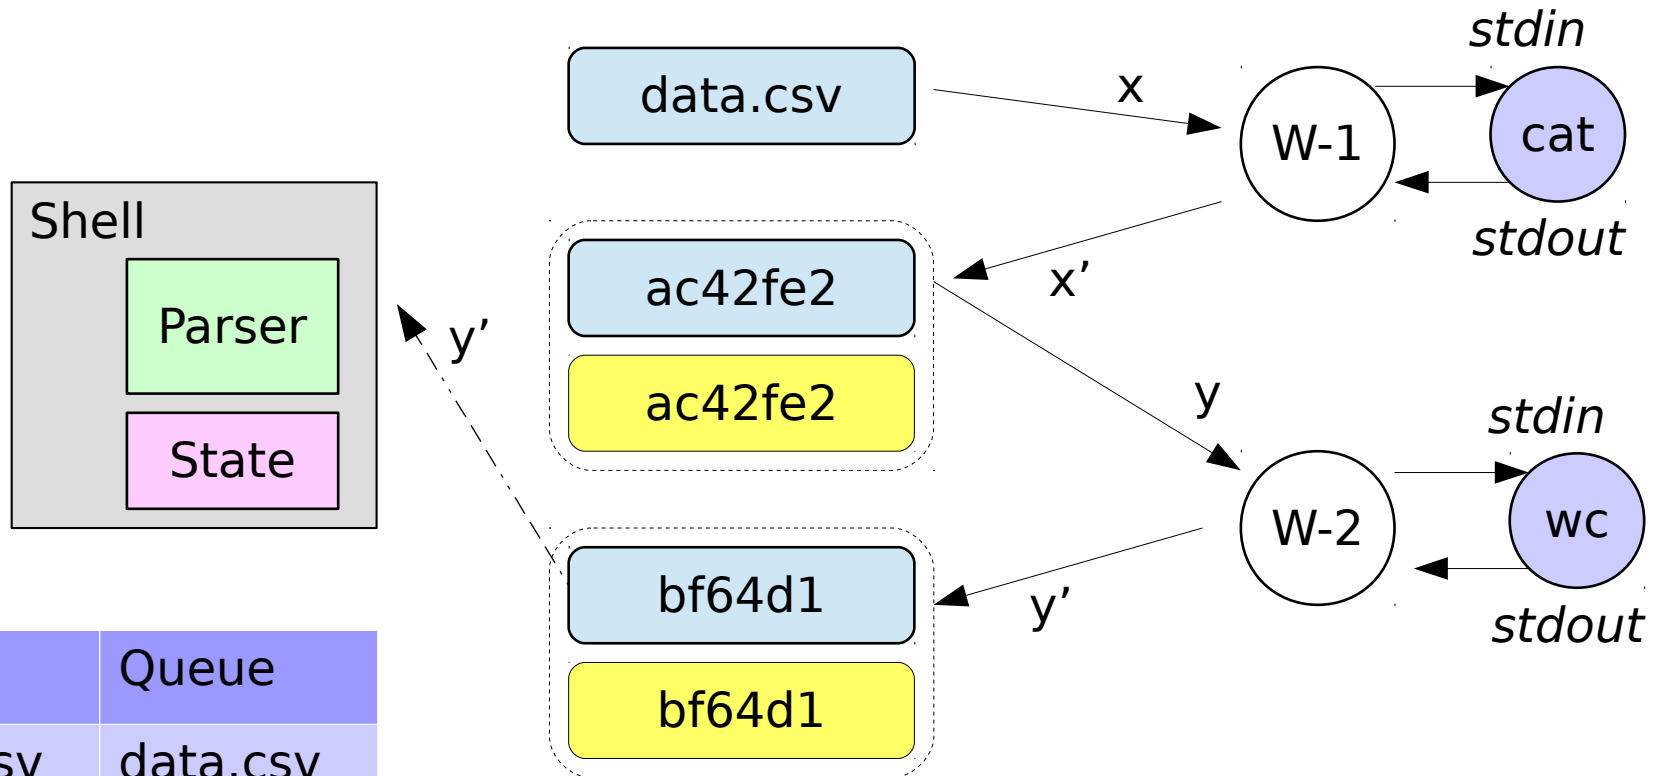 data.csv
x
stdin
W-1
cat
stdout
Shell
Parser
State
ac42fe2
x’
ac42fe2
y’
y
stdin
W-2
wc
stdout
bf64d1
y’
bf64d1
Queue
data.csv